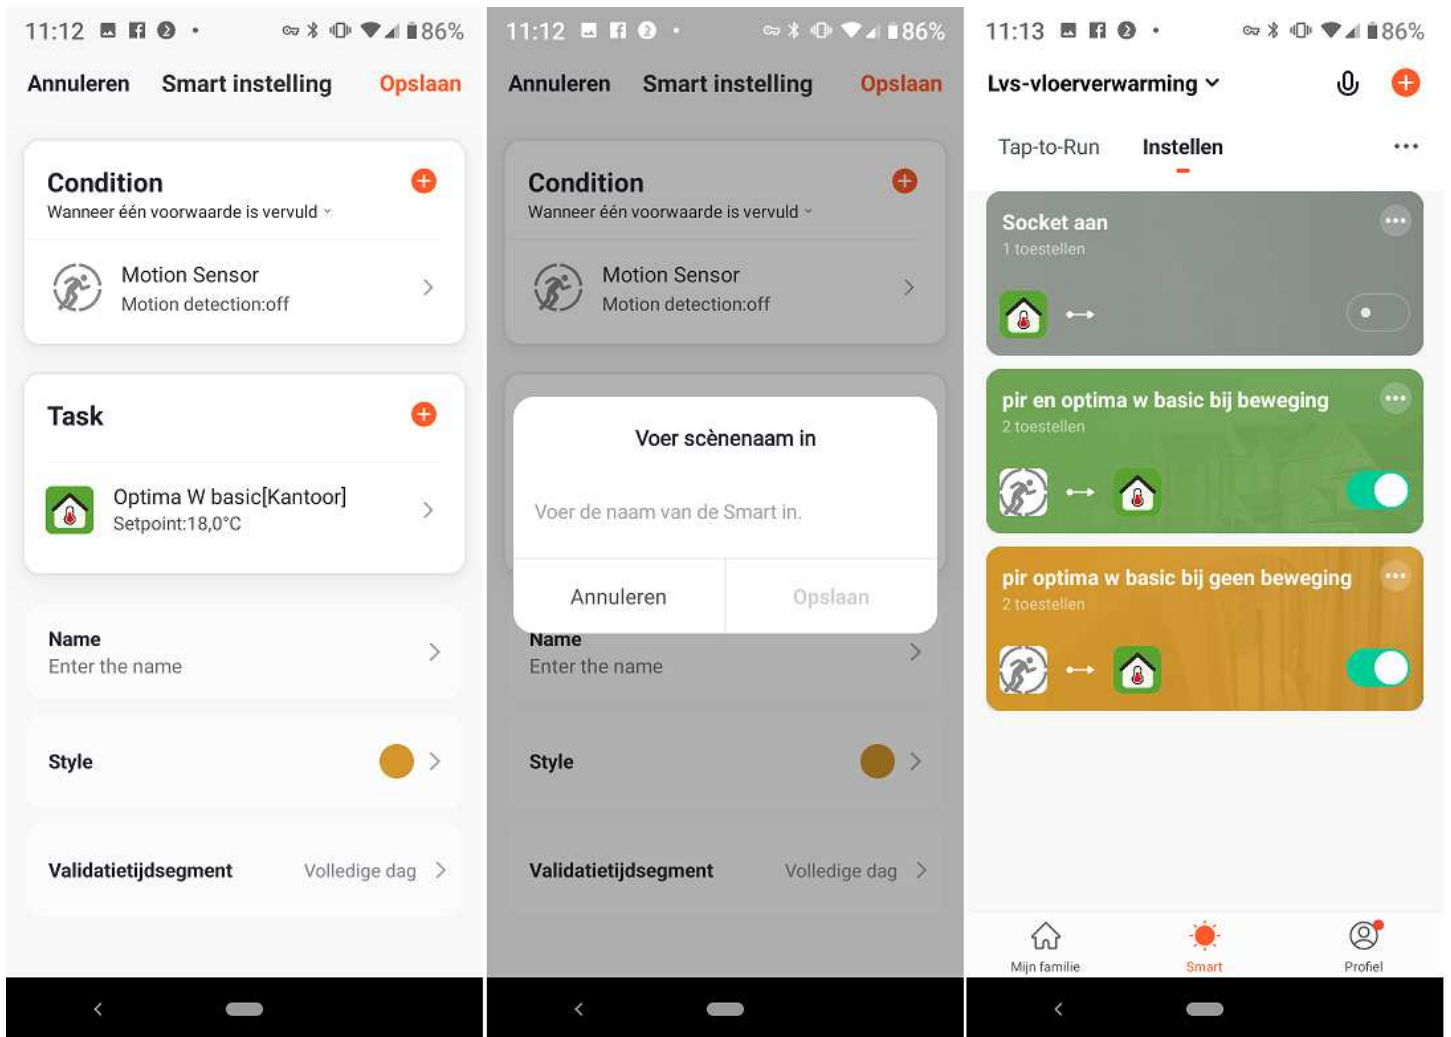 11:12
86%
Annuleren Smart instelling Opslaan
Condition
Wanneer één voorwaarde is vervuld
Motion Sensor
Motion detection:off
Task
Optima W basic[Kantoor]
Setpoint:18,0°C
Name
Enter the name
Style
Validatietijdsegment Volledige dag
11:12
86%
Annuleren Smart instelling Opslaan
Condition
Wanneer één voorwaarde is vervuld
Motion Sensor
Motion detection:off
Voer scènenaam in
Voer de naam van de Smart in.
Annuleren Opslaan
Name
Enter the name
Style
Validatietijdsegment Volledige dag
11:13
86%
Lvs-vloerverwarming
Tap-to-Run Instellen
Socket aan
1 toestellen
pir en optima w basic bij beweging
2 toestellen
pir optima w basic bij geen beweging
2 toestellen
Mijn familie Smart Profiel